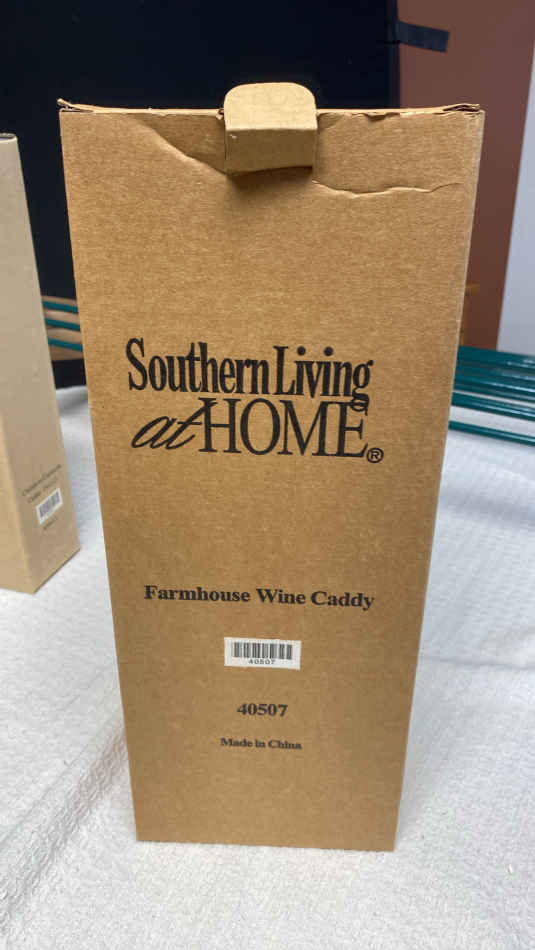 Southern Living
at HOME®
Farmhouse Wine Caddy
40507
40507
Made in China